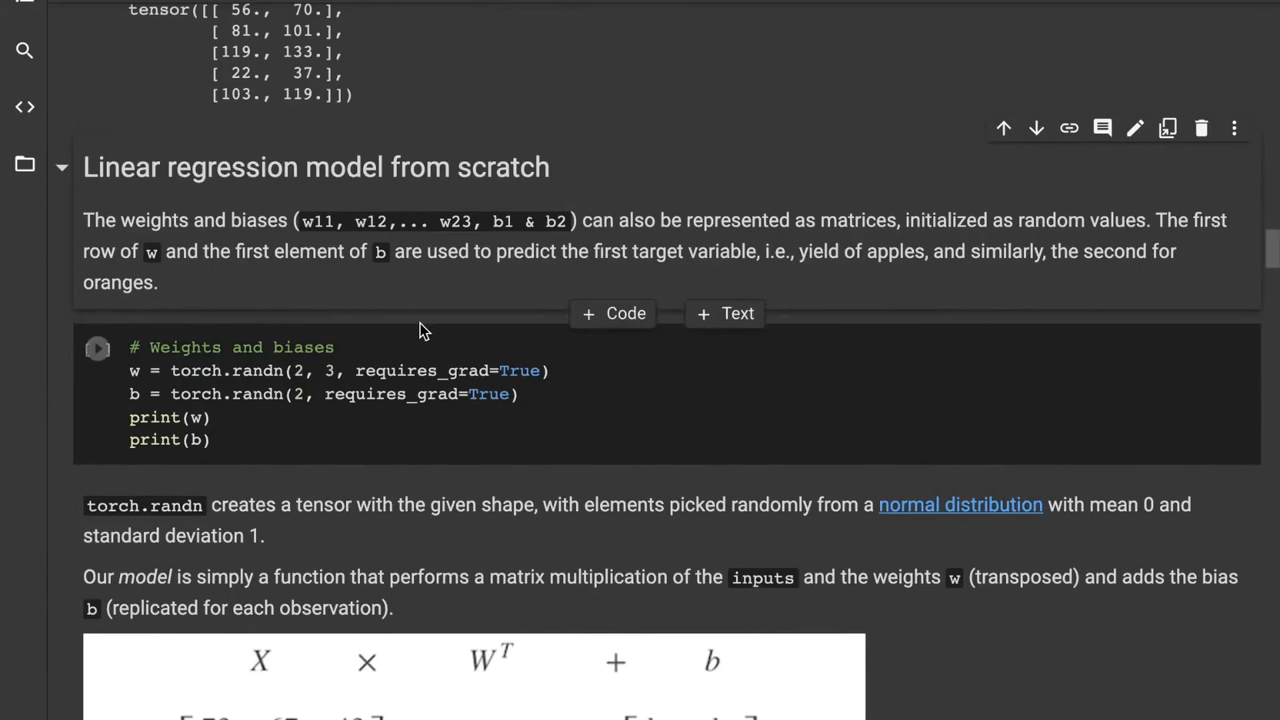 tensor([[ 56., 70.],
[ 81., 101.],
[119., 133.],
[ 22., 37.],
[103., 119.]])
Linear regression model from scratch
The weights and biases (w11, w12,... w23, b1 & b2) can also be represented as matrices, initialized as random values. The first
row of w and the first element of b are used to predict the first target variable, i.e., yield of apples, and similarly, the second for
oranges.
+ Code + Text
# Weights and biases
w = torch.randn(2, 3, requires_grad=True)
b = torch.randn(2, requires_grad=True)
print(w)
print(b)
torch.randn creates a tensor with the given shape, with elements picked randomly from a normal distribution with mean 0 and
standard deviation 1.
Our model is simply a function that performs a matrix multiplication of the inputs and the weights w (transposed) and adds the bias
b (replicated for each observation).
X × W^T + b